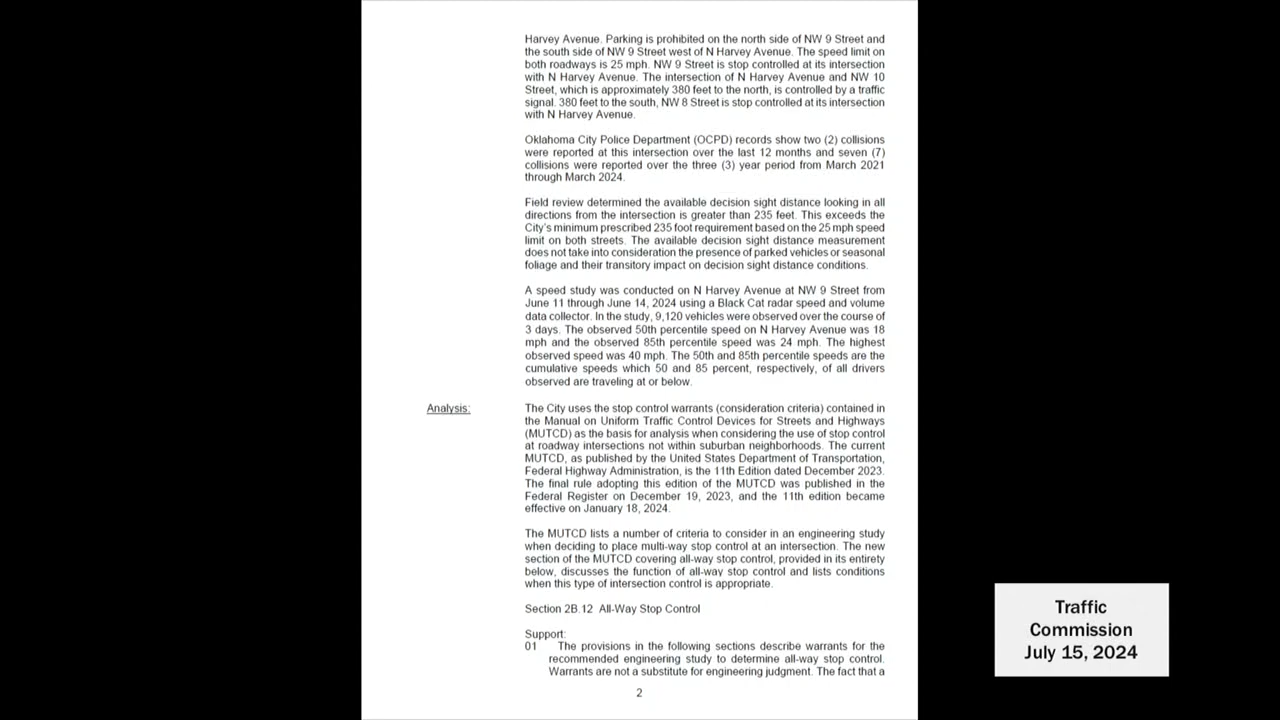 Harvey Avenue. Parking is prohibited on the north side of NW 9 Street and
the south side of NW 9 Street west of N Harvey Avenue. The speed limit on
both roadways is 25 mph. NW 9 Street is stop controlled at its intersection
with N Harvey Avenue. The intersection of N Harvey Avenue and NW 10
Street, which is approximately 380 feet to the north, is controlled by a traffic
signal. 380 feet to the south, NW 8 Street is stop controlled at its intersection
with N Harvey Avenue.
Oklahoma City Police Department (OCPD) records show two (2) collisions
were reported at this intersection over the last 12 months and seven (7)
collisions were reported over the three (3) year period from March 2021
through March 2024.
Field review determined the available decision sight distance looking in all
directions from the intersection is greater than 235 feet. This exceeds the
City's minimum prescribed 235 foot requirement based on the 25 mph speed
limit on both streets. The available decision sight distance measurement
does not take into consideration the presence of parked vehicles or seasonal
foliage and their transitory impact on decision sight distance conditions.
A speed study was conducted on N Harvey Avenue at NW 9 Street from
June 11 through June 14, 2024 using a Black Cat radar speed and volume
data collector. In the study, 9,120 vehicles were observed over the course of
3 days. The observed 50th percentile speed on N Harvey Avenue was 18
mph and the observed 85th percentile speed was 24 mph. The highest
observed speed was 40 mph. The 50th and 85th percentile speeds are the
cumulative speeds which 50 and 85 percent, respectively, of all drivers
observed are traveling at or below.
Analysis:
The City uses the stop control warrants (consideration criteria) contained in
the Manual on Uniform Traffic Control Devices for Streets and Highways
(MUTCD) as the basis for analysis when considering the use of stop control
at roadway intersections not within suburban neighborhoods. The current
MUTCD, as published by the United States Department of Transportation,
Federal Highway Administration, is the 11th Edition dated December 2023.
The final rule adopting this edition of the MUTCD was published in the
Federal Register on December 19, 2023, and the 11th edition became
effective on January 18, 2024.
The MUTCD lists a number of criteria to consider in an engineering study
when deciding to place multi-way stop control at an intersection. The new
section of the MUTCD covering all-way stop control, provided in its entirety
below, discusses the function of all-way stop control and lists conditions
when this type of intersection control is appropriate.
Section 2B.12 All-Way Stop Control
Support:
01 The provisions in the following sections describe warrants for the
recommended engineering study to determine all-way stop control.
Warrants are not a substitute for engineering judgment. The fact that a
2
Traffic
Commission
July 15, 2024